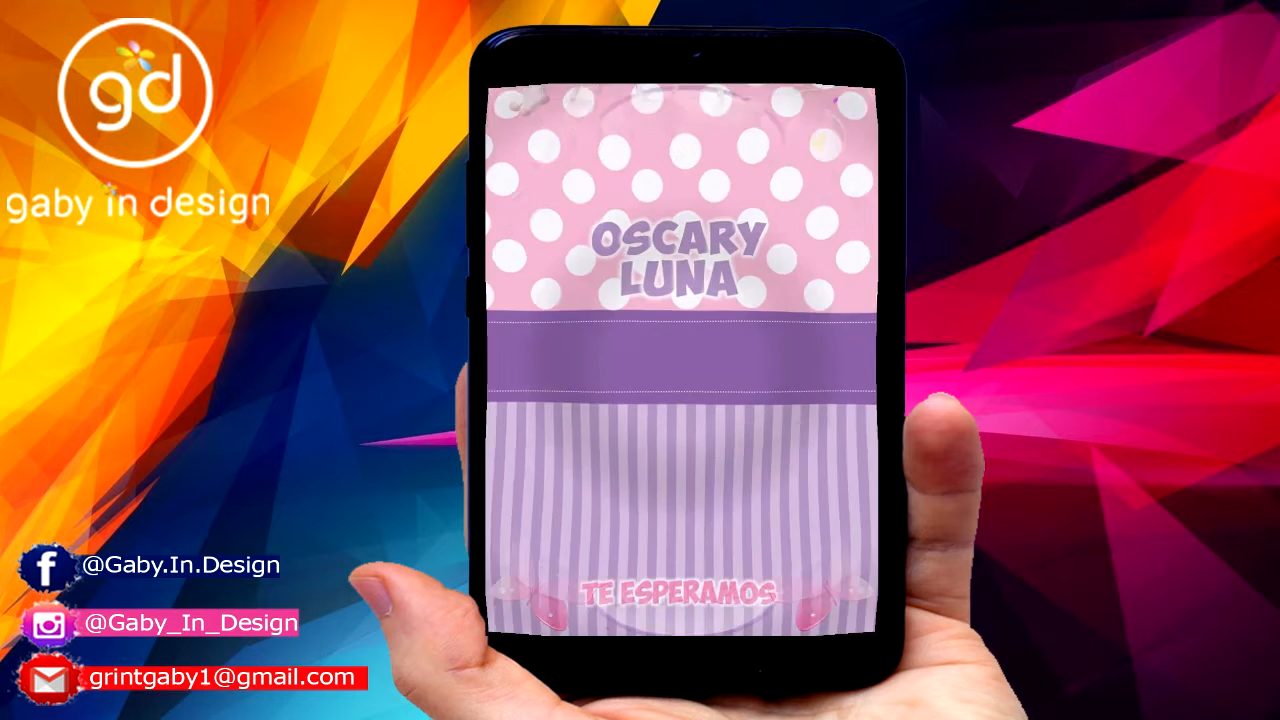 gd
gaby in design
OSCARY
LUNA
TE ESPERAMOS
@Gaby.In.Design
@Gaby_In_Design
grintgaby1@gmail.com